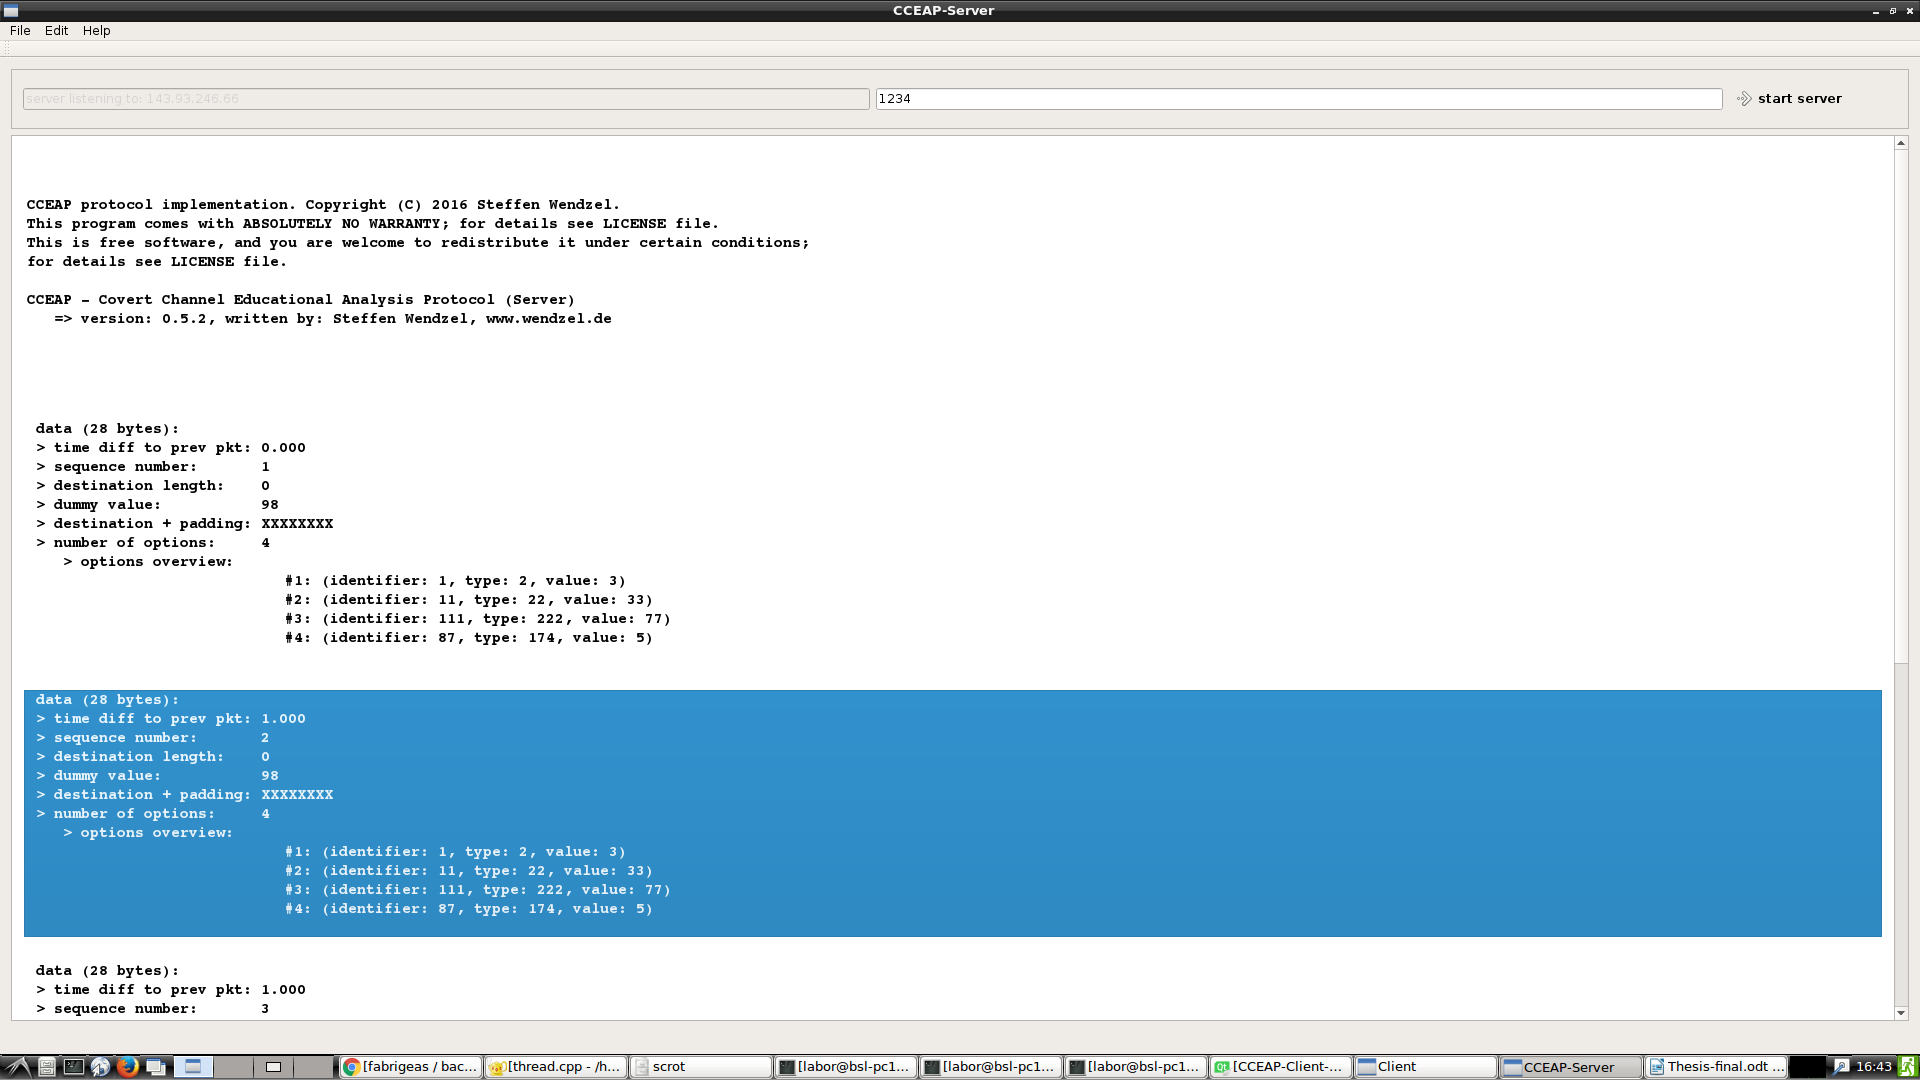 CCEAP-Server
File Edit Help
server listening to: 143.93.246.66 1234 start server
CCEAP protocol implementation. Copyright (C) 2016 Steffen Wendzel.
This program comes with ABSOLUTELY NO WARRANTY; for details see LICENSE file.
This is free software, and you are welcome to redistribute it under certain conditions;
for details see LICENSE file.
CCEAP - Covert Channel Educational Analysis Protocol (Server)
=> version: 0.5.2, written by: Steffen Wendzel, www.wendzel.de
data (28 bytes):
> time diff to prev pkt: 0.000
> sequence number: 1
> destination length: 0
> dummy value: 98
> destination + padding: XXXXXXXX
> number of options: 4
> options overview:
#1: (identifier: 1, type: 2, value: 3)
#2: (identifier: 11, type: 22, value: 33)
#3: (identifier: 111, type: 222, value: 77)
#4: (identifier: 87, type: 174, value: 5)
data (28 bytes):
> time diff to prev pkt: 1.000
> sequence number: 2
> destination length: 0
> dummy value: 98
> destination + padding: XXXXXXXX
> number of options: 4
> options overview:
#1: (identifier: 1, type: 2, value: 3)
#2: (identifier: 11, type: 22, value: 33)
#3: (identifier: 111, type: 222, value: 77)
#4: (identifier: 87, type: 174, value: 5)
data (28 bytes):
> time diff to prev pkt: 1.000
> sequence number: 3
[fabrigeas / bac... [thread.cpp - /h... scrot [labor@bsl-pc1... [labor@bsl-pc1... [labor@bsl-pc1... [CCEAP-Client-... Client CCEAP-Server Thesis-final.odt ... 16:43